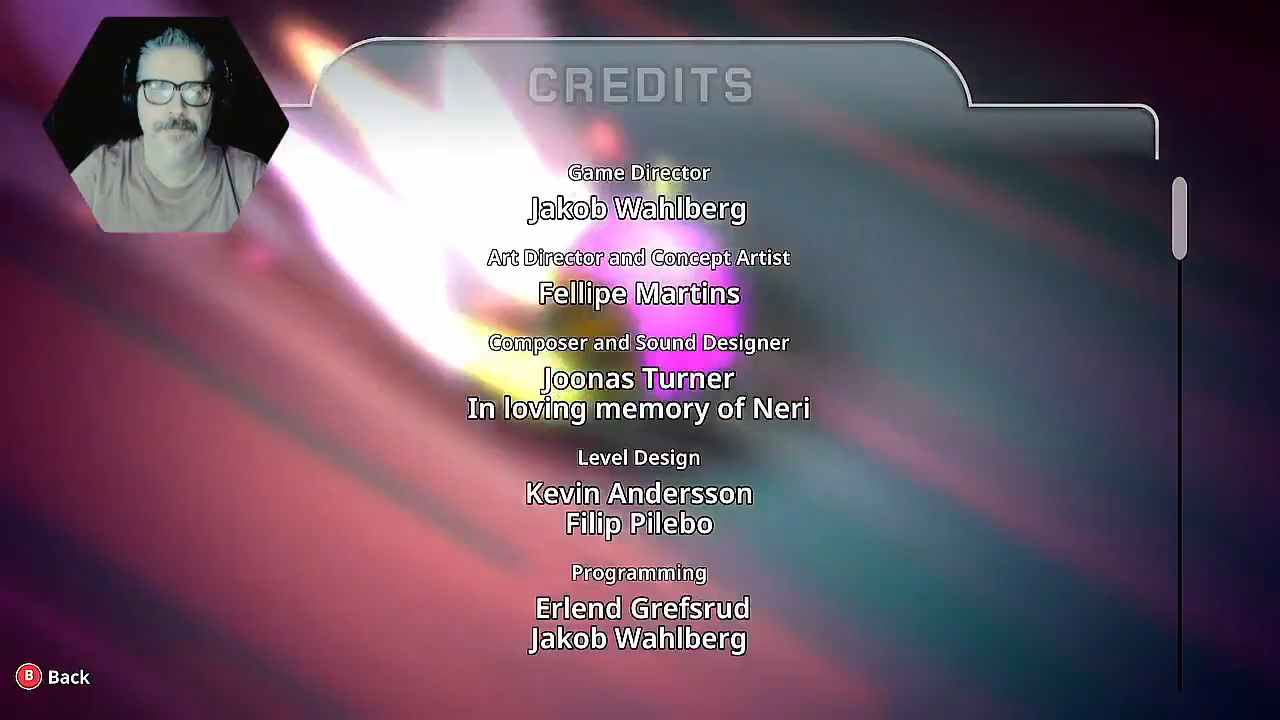 CREDITS
Game Director
Jakob Wahlberg
Art Director and Concept Artist
Fellipe Martins
Composer and Sound Designer
Joonas Turner
In loving memory of Neri
Level Design
Kevin Andersson
Filip Pilebo
Programming
Erlend Grefsrud
Jakob Wahlberg
B Back